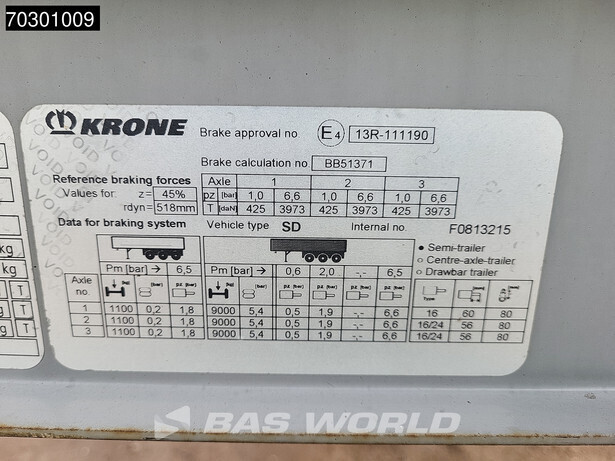 70301009
KRONE
Brake approval no E4 13R-111190
Brake calculation no BB51371
Reference braking forces Axle 1 2 3
Values for z= 45% pz [bar] 1,0 6,6 1,0 6,6 1,0 6,6
rdyn= 518mm T [daN] 425 3973 425 3973 425 3973
Data for braking system Vehicle type SD Internal no. F0813215
Semi-trailer
Centre-axle-trailer
Drawbar trailer
Pm [bar] → 6,5 Pm [bar] → 0,6 2,0 -,- 6,5
Axle no.
1 1100 0,2 1,8 9000 5,4 0,5 1,9 -,- 6,6 16 60 80
2 1100 0,2 1,8 9000 5,4 0,5 1,9 -,- 6,6 16/24 56 80
3 1100 0,2 1,8 9000 5,4 0,5 1,9 -,- 6,6 16/24 56 80
kg
kg
kg T
kg T
T
BAS WORLD